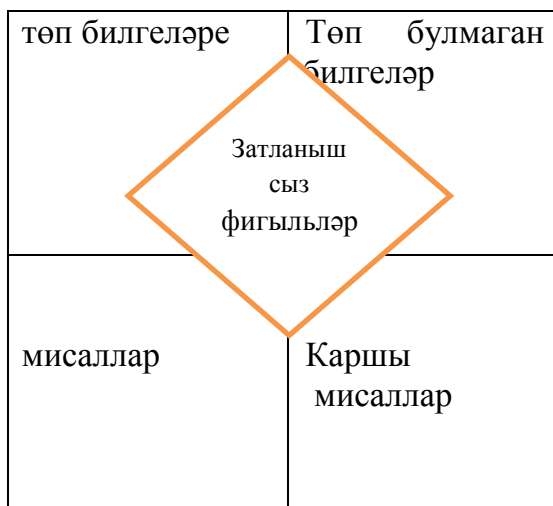 төп билгеләре
Төп булмаган
билгеләр
Затланыш
сыз
фигыльләр
мисаллар
Каршы
мисаллар